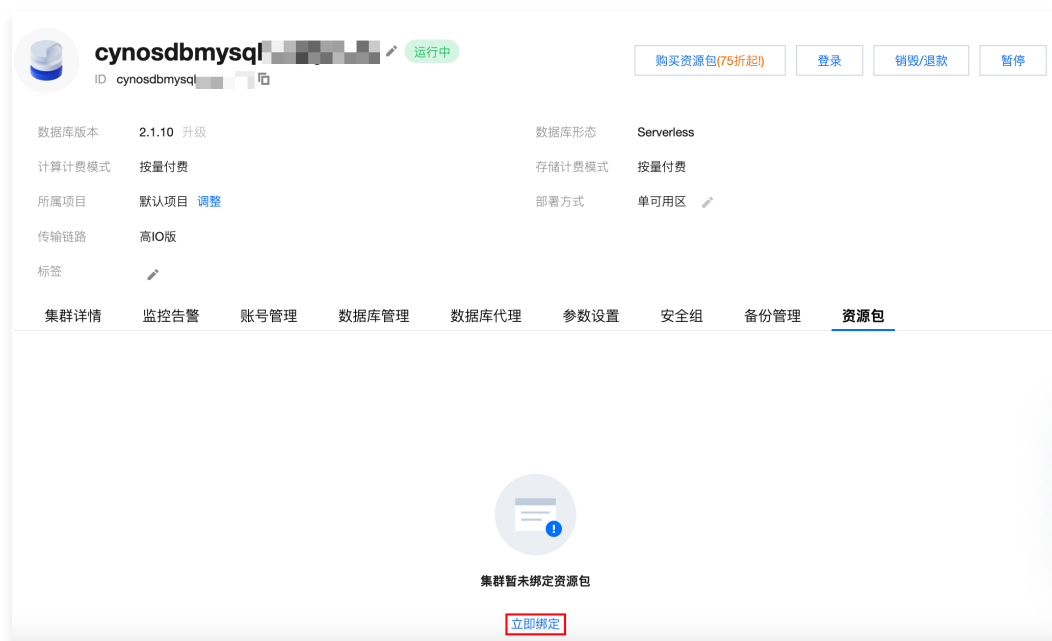 cynosdbmysql 运行中
ID cynosdbmysql
购买资源包(75折起!) 登录 销毁/退款 暂停
数据库版本 2.1.10 升级 数据库形态 Serverless
计算计费模式 按量付费 存储计费模式 按量付费
所属项目 默认项目 调整 部署方式 单可用区
传输链路 高IO版
标签
集群详情 监控告警 账号管理 数据库管理 数据库代理 参数设置 安全组 备份管理 资源包
集群暂未绑定资源包
立即绑定